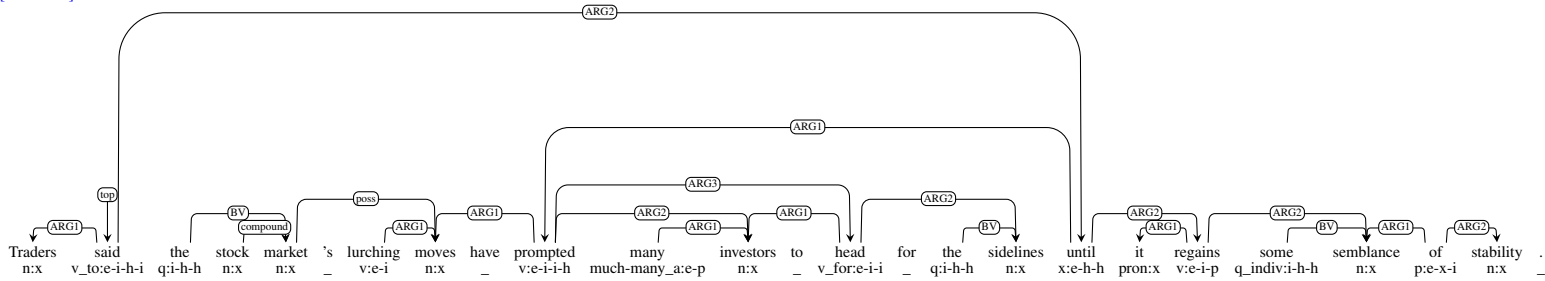 ARG2
ARG1
top ARG3 ARG2
poss
BV ARG1 ARG2 ARG1 ARG2 ARG2
ARG1 compound ARG1 ARG1 BV ARG1 BV ARG1 ARG2
Traders said the stock market 's lurching moves have prompted many investors to head for the sidelines until it regains some semblance of stability .
n:x v_to:e-i-h-i q:i-h-h n:x n:x _ v:e-i n:x _ v:e-i-i-h much-many_a:e-p n:x _ v_for:e-i-i _ q:i-h-h n:x x:e-h-h pron:x v:e-i-p q_indiv:i-h-h n:x p:e-x-i n:x _